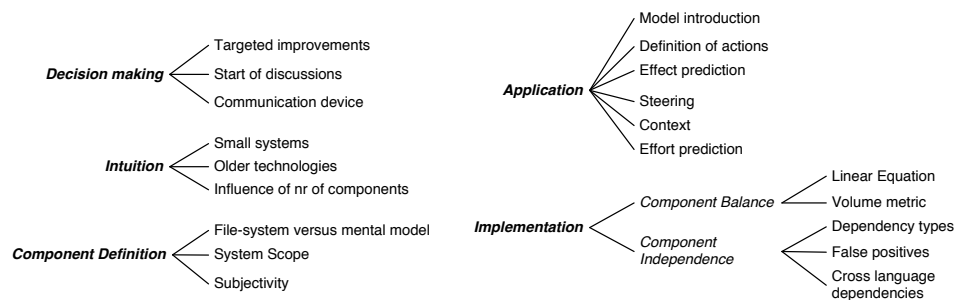 Decision making
Targeted improvements
Start of discussions
Communication device
Intuition
Small systems
Older technologies
Influence of nr of components
Component Definition
File-system versus mental model
System Scope
Subjectivity
Application
Model introduction
Definition of actions
Effect prediction
Steering
Context
Effort prediction
Implementation
Component Balance
Linear Equation
Volume metric
Component
Independence
Dependency types
False positives
Cross language
dependencies